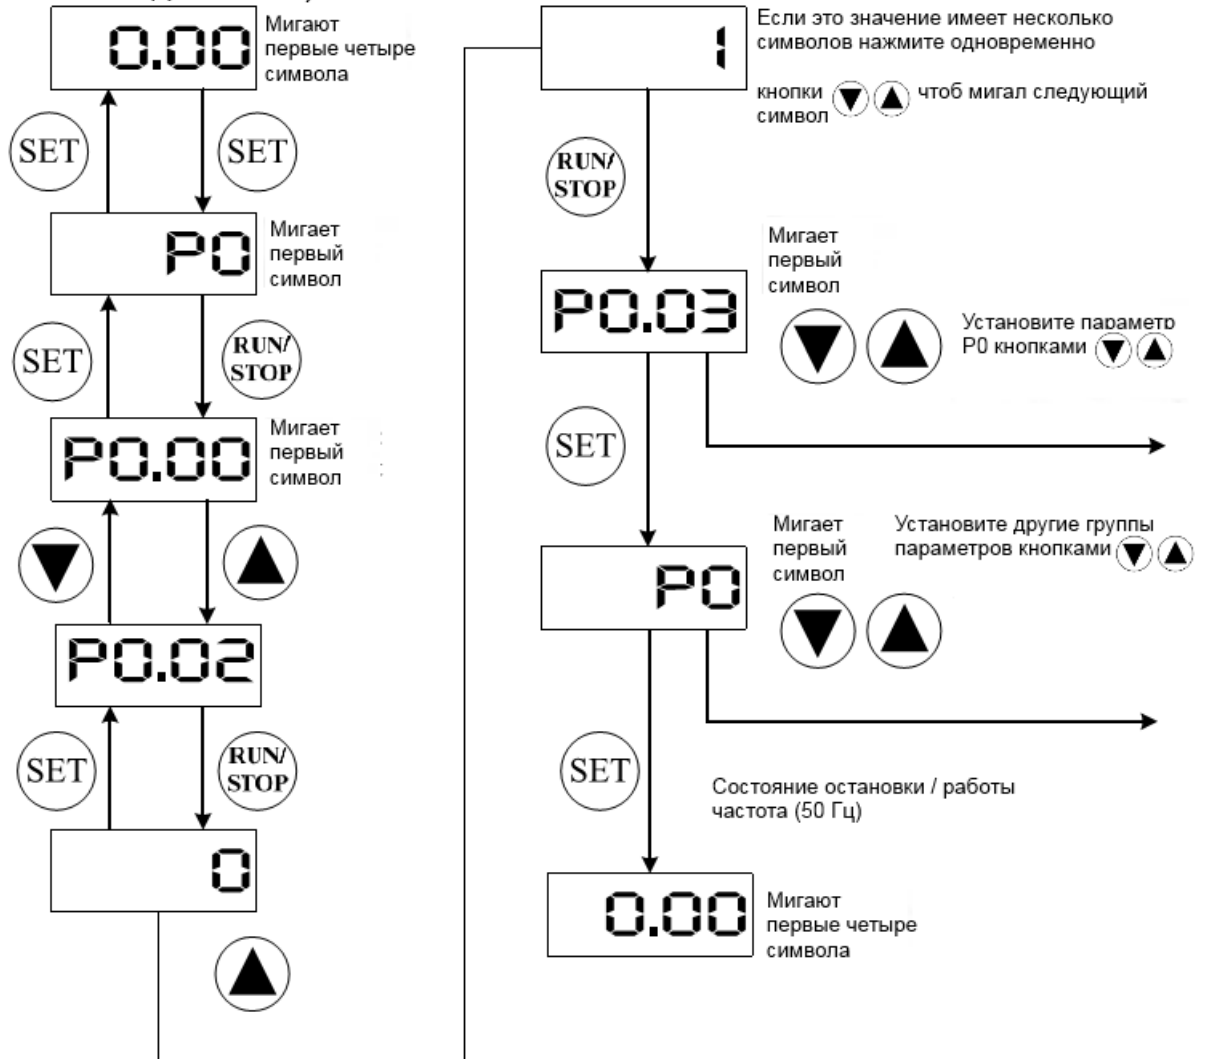 0.00
Мигают
первые четыре
символа
SET
SET
P0
Мигает
первый
символ
SET
RUN/
STOP
P0.00
Мигает
первый
символ
P0.02
SET
RUN/
STOP
0
1
Если это значение имеет несколько
символов нажмите одновременно
кнопки чтоб мигал следующий
символ
RUN/
STOP
P0.03
Мигает
первый
символ
Установите параметр
P0 кнопками
SET
P0
Мигает
первый
символ
Установите другие группы
параметров кнопками
SET
Состояние остановки / работы
частота (50 Гц)
0.00
Мигают
первые четыре
символа